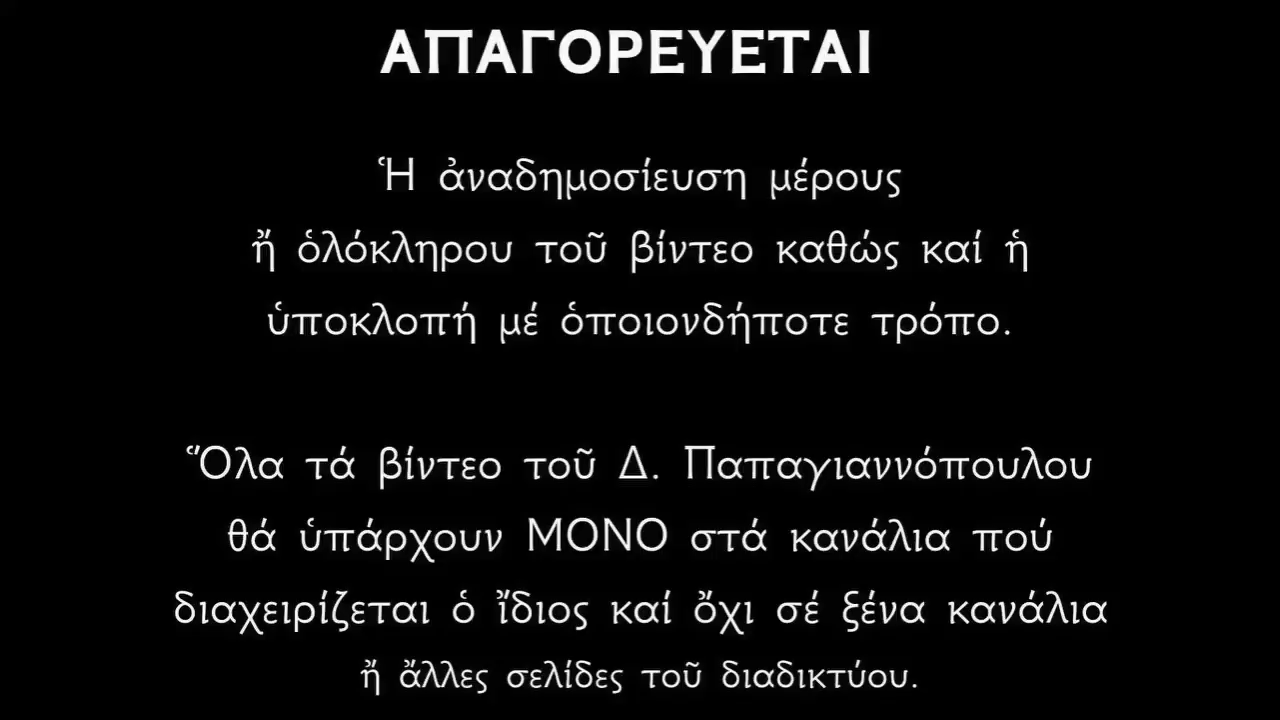 ΑΠΑΓΟΡΕΥΕΤΑΙ
Ἡ ἀναδημοσίευση μέρους
ἤ ὁλόκληρου τοῦ βίντεο καθώς καί ἡ
ὑποκλοπή μέ ὁποιονδήποτε τρόπο.
Ὅλα τά βίντεο τοῦ Δ. Παπαγιαννόπουλου
θά ὑπάρχουν ΜΟΝΟ στά κανάλια πού
διαχειρίζεται ὁ ἴδιος καί ὄχι σέ ξένα κανάλια
ἤ ἄλλες σελίδες τοῦ διαδικτύου.